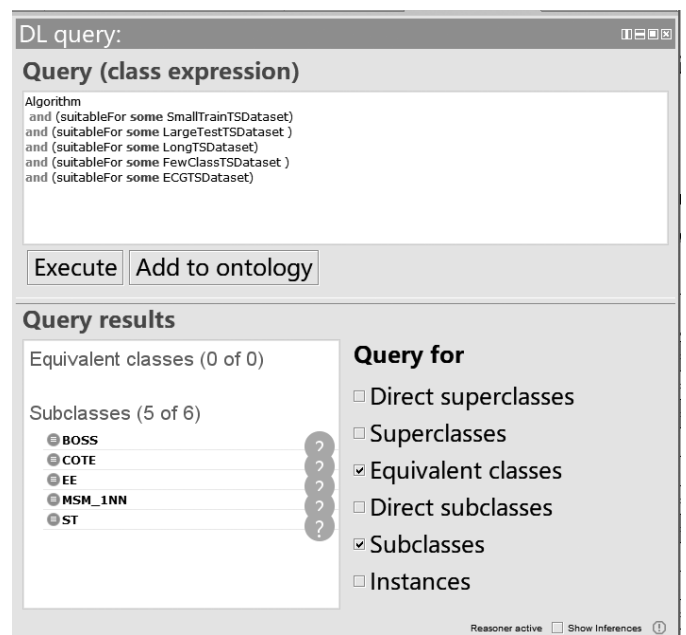 DL query:
Query (class expression)
Algorithm
and (suitableFor some SmallTrainTSDataset)
and (suitableFor some LargeTestTSDataset )
and (suitableFor some LongTSDataset)
and (suitableFor some FewClassTSDataset )
and (suitableFor some ECGTSDataset)
Execute Add to ontology
Query results
Equivalent classes (0 of 0)
Subclasses (5 of 6)
BOSS ?
COTE ?
EE ?
MSM_1NN ?
ST ?
Query for
Direct superclasses
Superclasses
Equivalent classes
Direct subclasses
Subclasses
Instances
Reasoner active Show Inferences